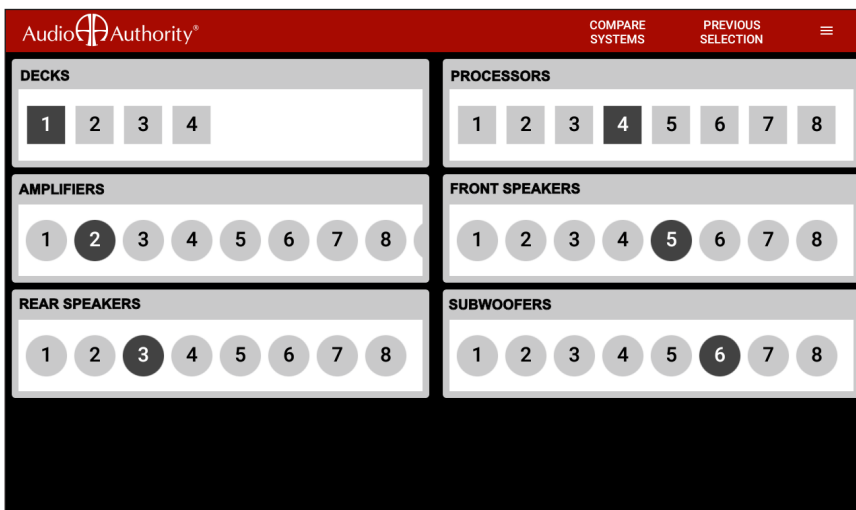 Audio Authority®
COMPARE
SYSTEMS
PREVIOUS
SELECTION
DECKS
1 2 3 4
PROCESSORS
1 2 3 4 5 6 7 8
AMPLIFIERS
1 2 3 4 5 6 7 8
FRONT SPEAKERS
1 2 3 4 5 6 7 8
REAR SPEAKERS
1 2 3 4 5 6 7 8
SUBWOOFERS
1 2 3 4 5 6 7 8